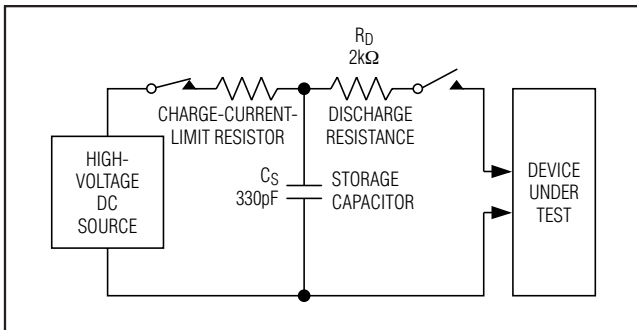 R_D
2kΩ
CHARGE-CURRENT-
LIMIT RESISTOR
DISCHARGE
RESISTANCE
HIGH-
VOLTAGE
DC
SOURCE
C_S
330pF
STORAGE
CAPACITOR
DEVICE
UNDER
TEST